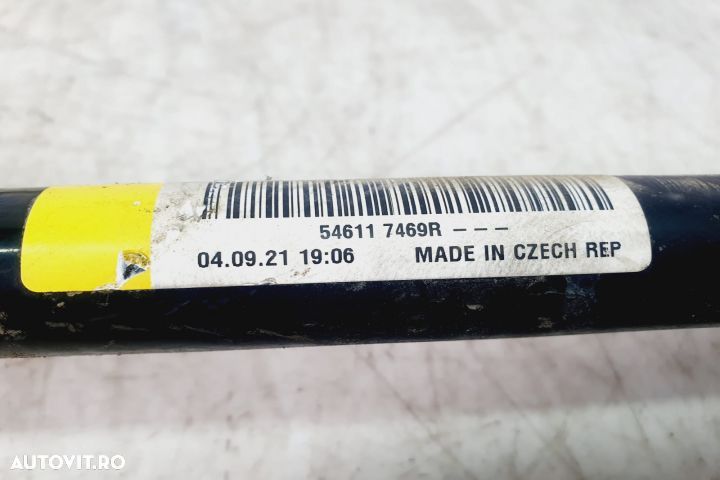 54611 7469R - - -
04.09.21 19:06 MADE IN CZECH REP
AUTOVIT.RO